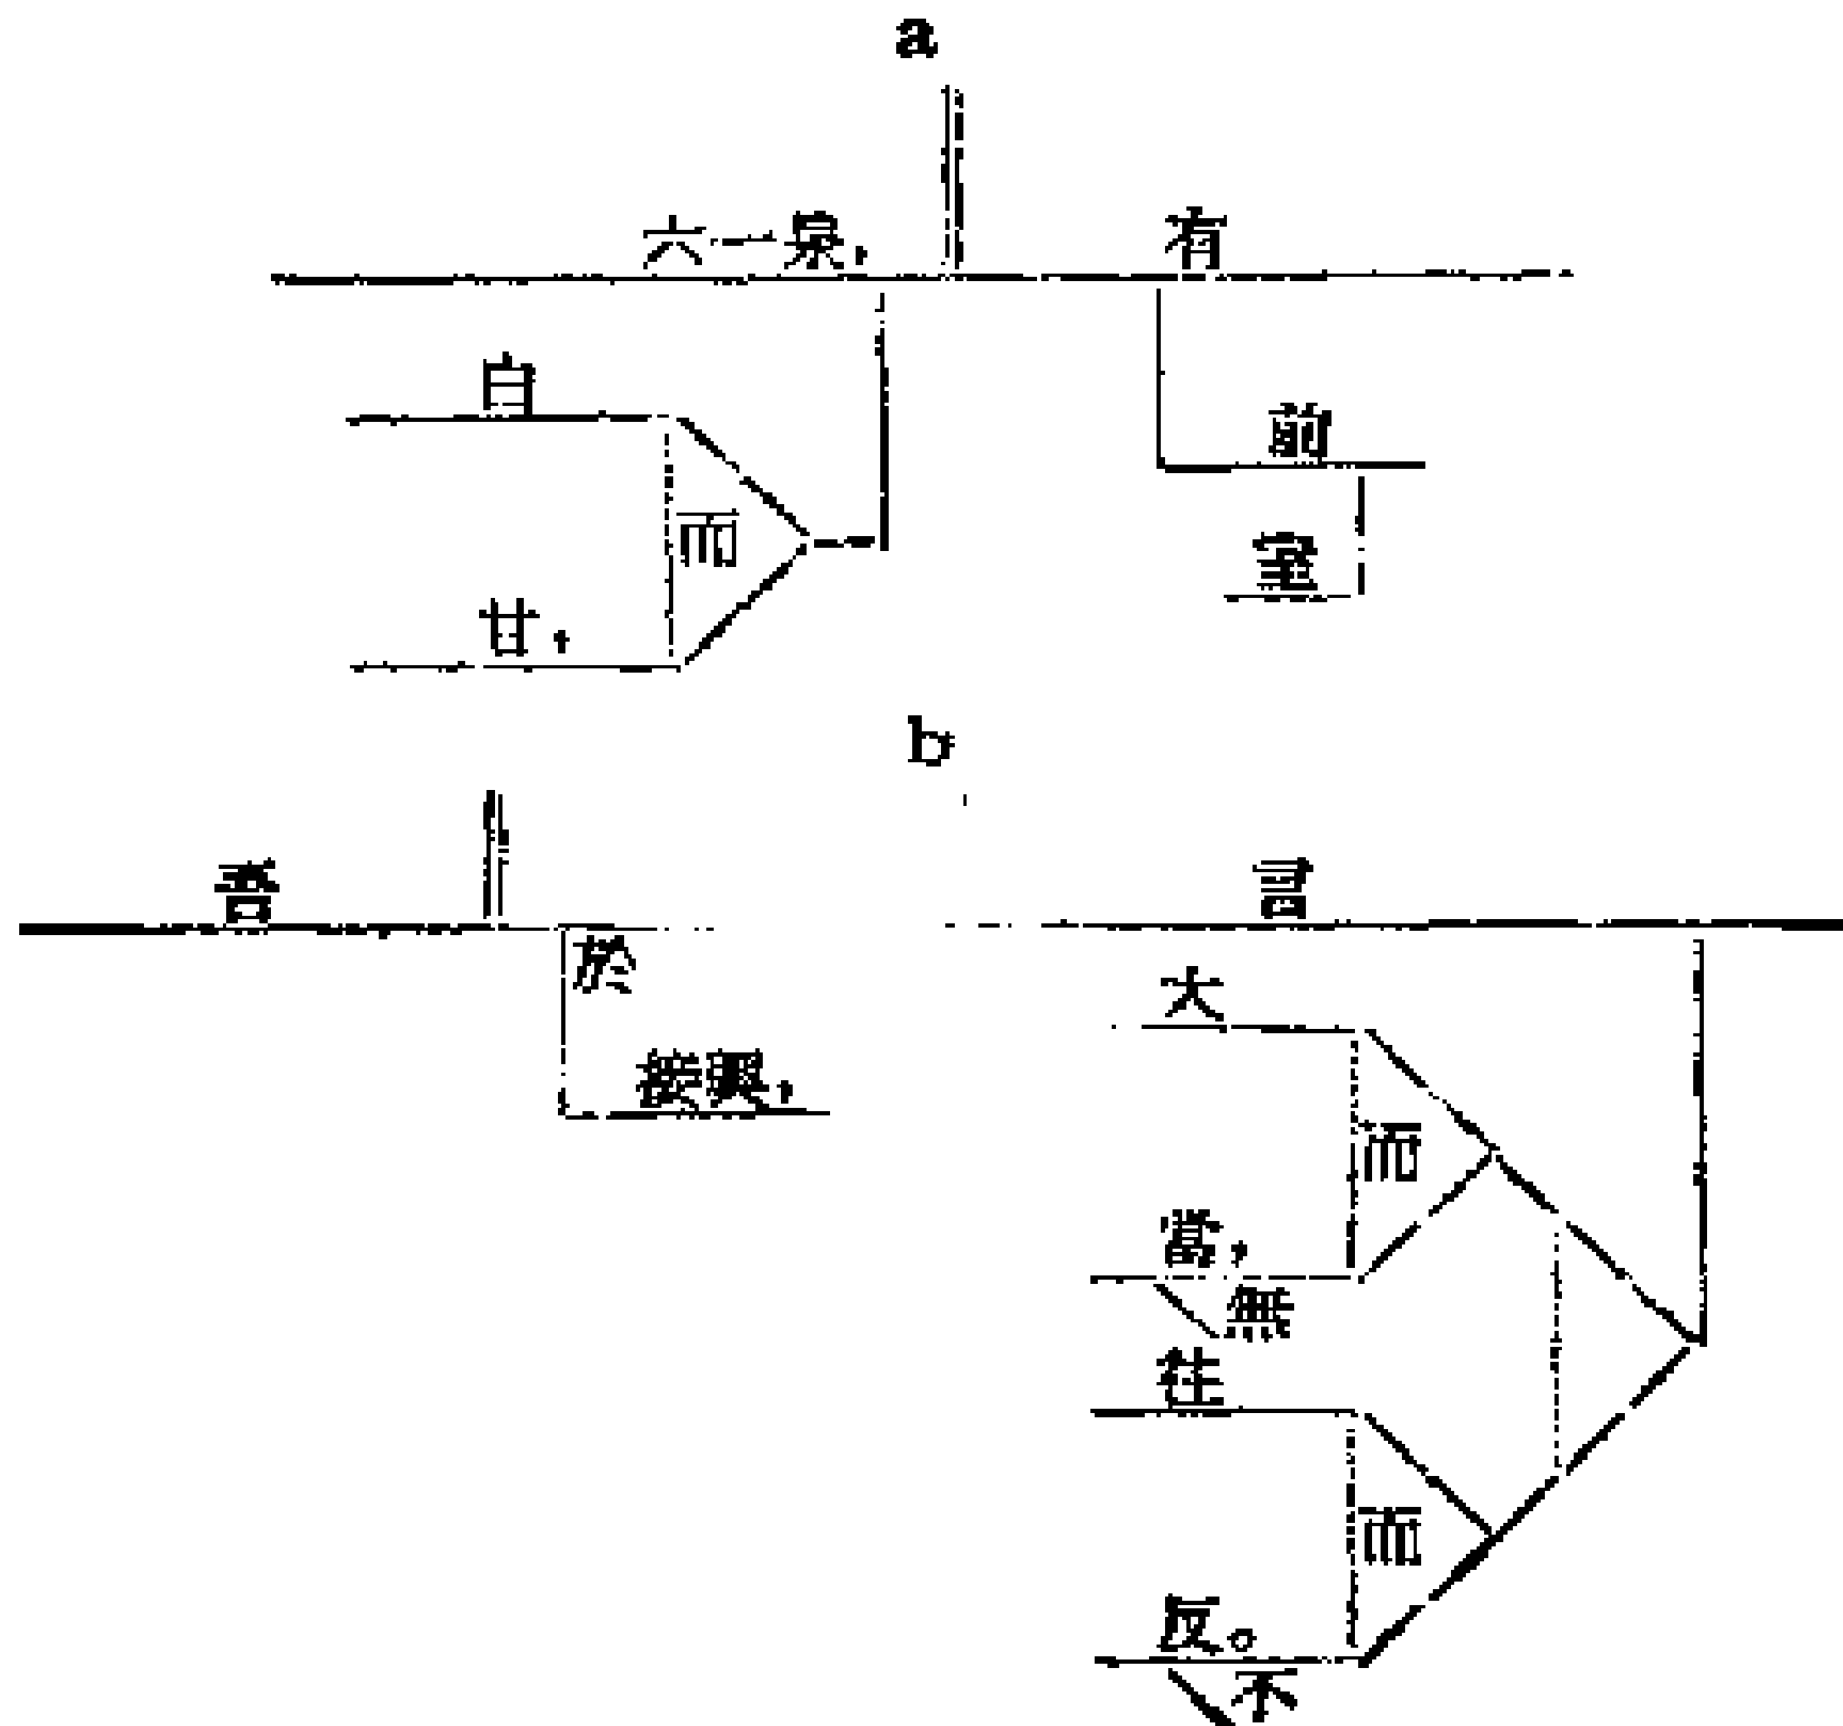 a
六一泉, 有
白
前
而
堂
甘,
b
吾 言
於
大
接輿,
而
當,
無
往
而
反。
不